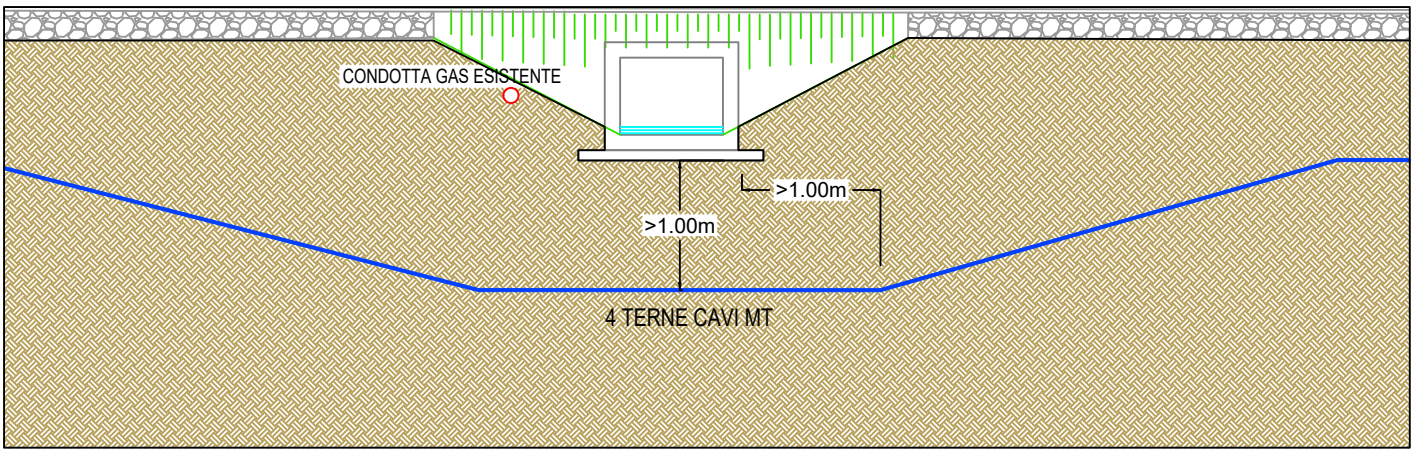 CONDOTTA GAS ESISTENTE
>1.00m
>1.00m
4 TERNE CAVI MT